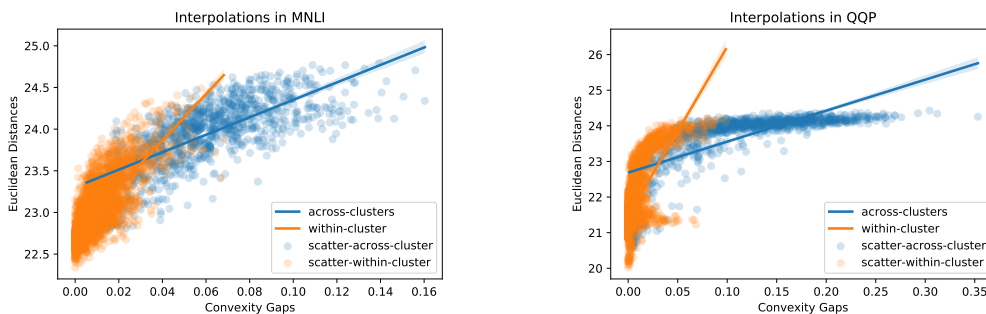 Interpolations in MNLI
25.0
24.5
24.0
23.5
23.0
22.5
Euclidean Distances
across-clusters
within-cluster
scatter-across-cluster
scatter-within-cluster
0.00 0.02 0.04 0.06 0.08 0.10 0.12 0.14 0.16
Convexity Gaps
Interpolations in QQP
26
25
24
23
22
21
20
Euclidean Distances
across-clusters
within-cluster
scatter-across-cluster
scatter-within-cluster
0.00 0.05 0.10 0.15 0.20 0.25 0.30 0.35
Convexity Gaps